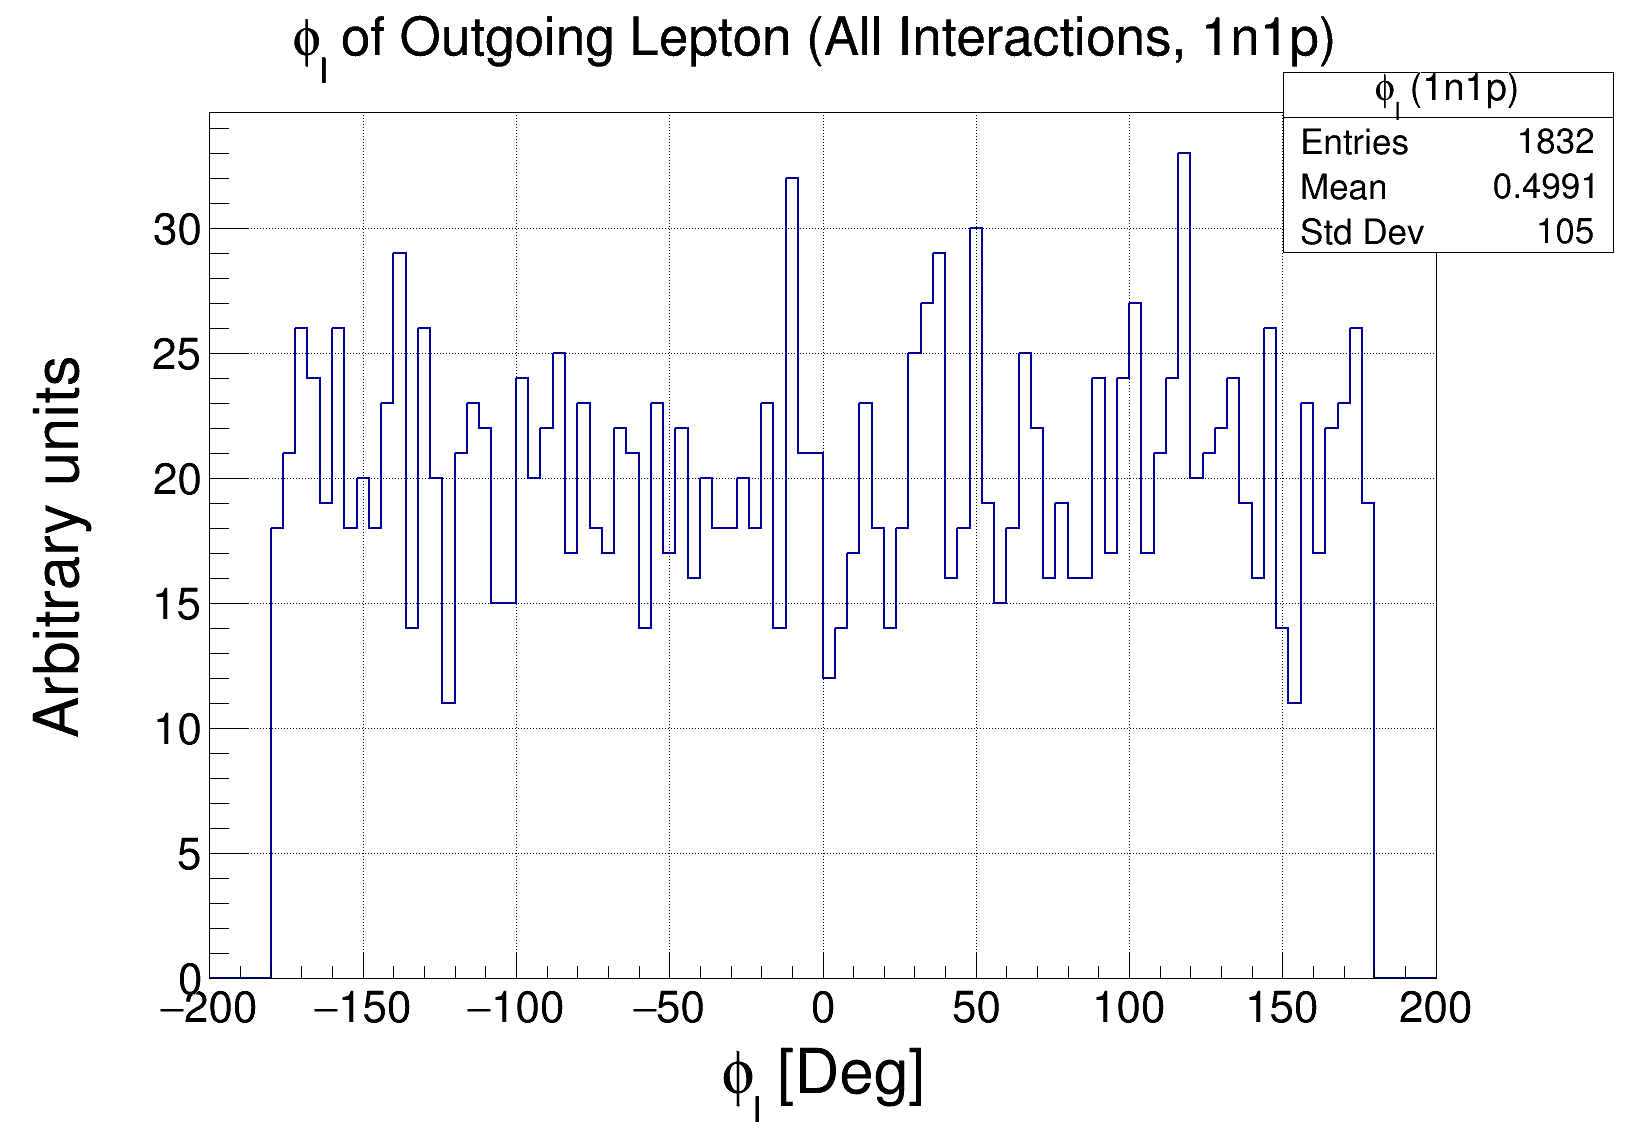 ϕl of Outgoing Lepton (All Interactions, 1n1p)
ϕl (1n1p)
Entries 1832
Mean 0.4991
Std Dev 105
Arbitrary units
30
25
20
15
10
5
0
−200 −150 −100 −50 0 50 100 150 200
ϕl [Deg]